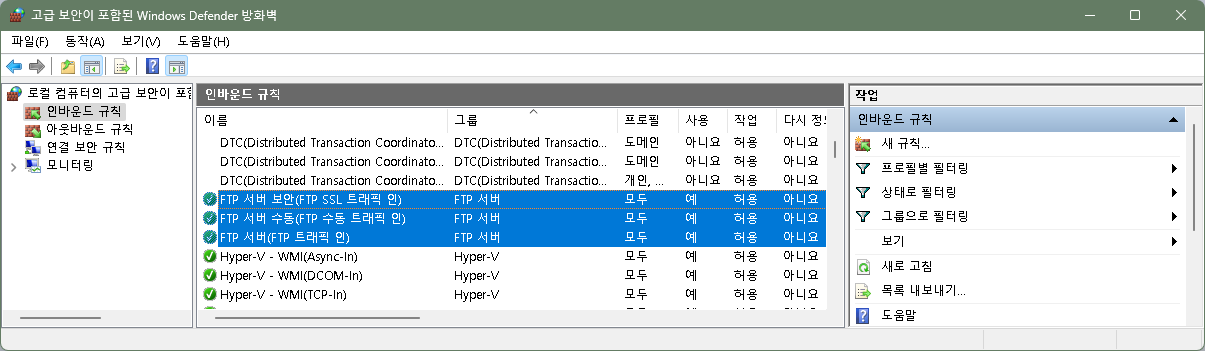 고급 보안이 포함된 Windows Defender 방화벽
파일(F) 동작(A) 보기(V) 도움말(H)
로컬 컴퓨터의 고급 보안이 포함
인바운드 규칙
아웃바운드 규칙
연결 보안 규칙
모니터링
인바운드 규칙
이름 그룹 프로필 사용 작업 다시 정의
DTC(Distributed Transaction Coordinato... DTC(Distributed Transactio... 도메인 아니요 허용 아니요
DTC(Distributed Transaction Coordinato... DTC(Distributed Transactio... 도메인 아니요 허용 아니요
DTC(Distributed Transaction Coordinato... DTC(Distributed Transactio... 개인, ... 아니요 허용 아니요
FTP 서버 보안(FTP SSL 트래픽 인) FTP 서버 모두 예 허용 아니요
FTP 서버 수동(FTP 수동 트래픽 인) FTP 서버 모두 예 허용 아니요
FTP 서버(FTP 트래픽 인) FTP 서버 모두 예 허용 아니요
Hyper-V - WMI(Async-In) Hyper-V 모두 예 허용 아니요
Hyper-V - WMI(DCOM-In) Hyper-V 모두 예 허용 아니요
Hyper-V - WMI(TCP-In) Hyper-V 모두 예 허용 아니요
작업
인바운드 규칙
새 규칙...
프로필별 필터링
상태로 필터링
그룹으로 필터링
보기
새로 고침
목록 내보내기...
도움말